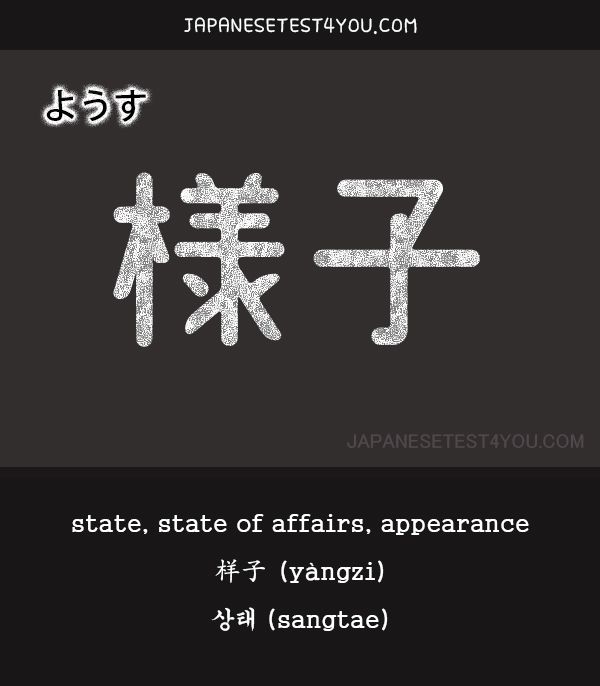 JAPANESETEST4YOU.COM
ようす
様子
JAPANESETEST4YOU.COM
state, state of affairs, appearance
样子 (yàngzi)
상태 (sangtae)